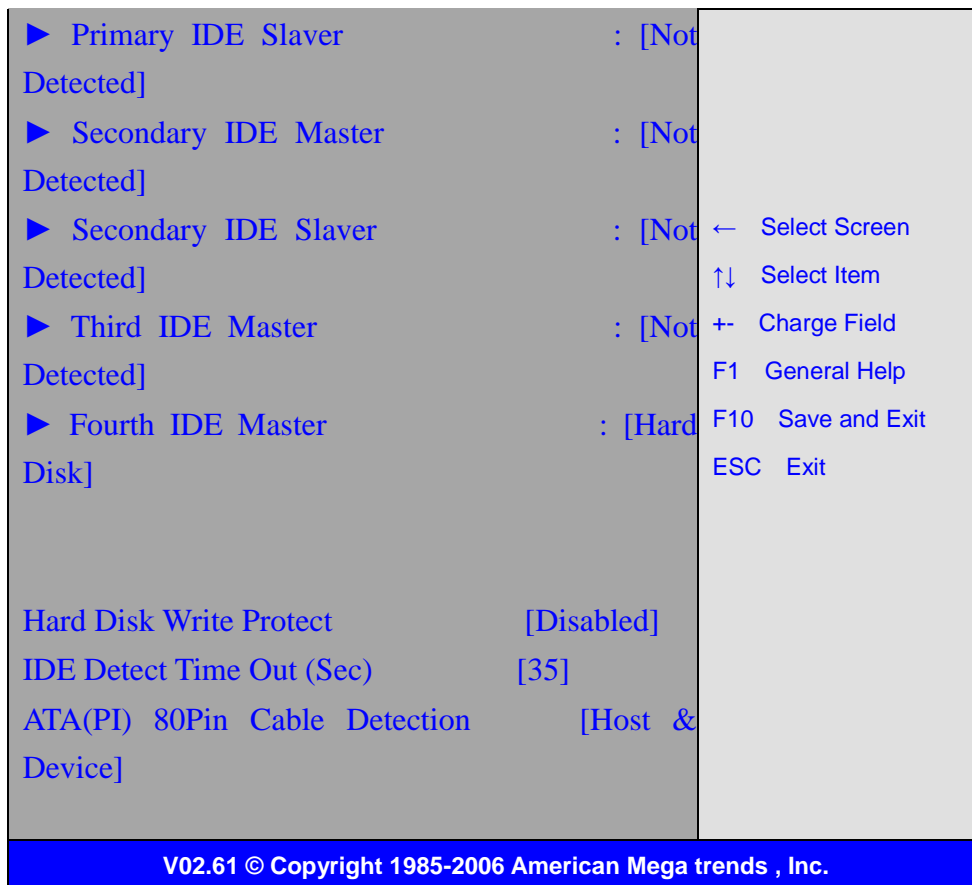 ► Primary IDE Slaver : [Not
Detected]
► Secondary IDE Master : [Not
Detected]
► Secondary IDE Slaver : [Not
Detected]
► Third IDE Master : [Not
Detected]
► Fourth IDE Master : [Hard
Disk]
Hard Disk Write Protect [Disabled]
IDE Detect Time Out (Sec) [35]
ATA(PI) 80Pin Cable Detection [Host &
Device]
← Select Screen
↑↓ Select Item
+- Charge Field
F1 General Help
F10 Save and Exit
ESC Exit
V02.61 © Copyright 1985-2006 American Mega trends , Inc.